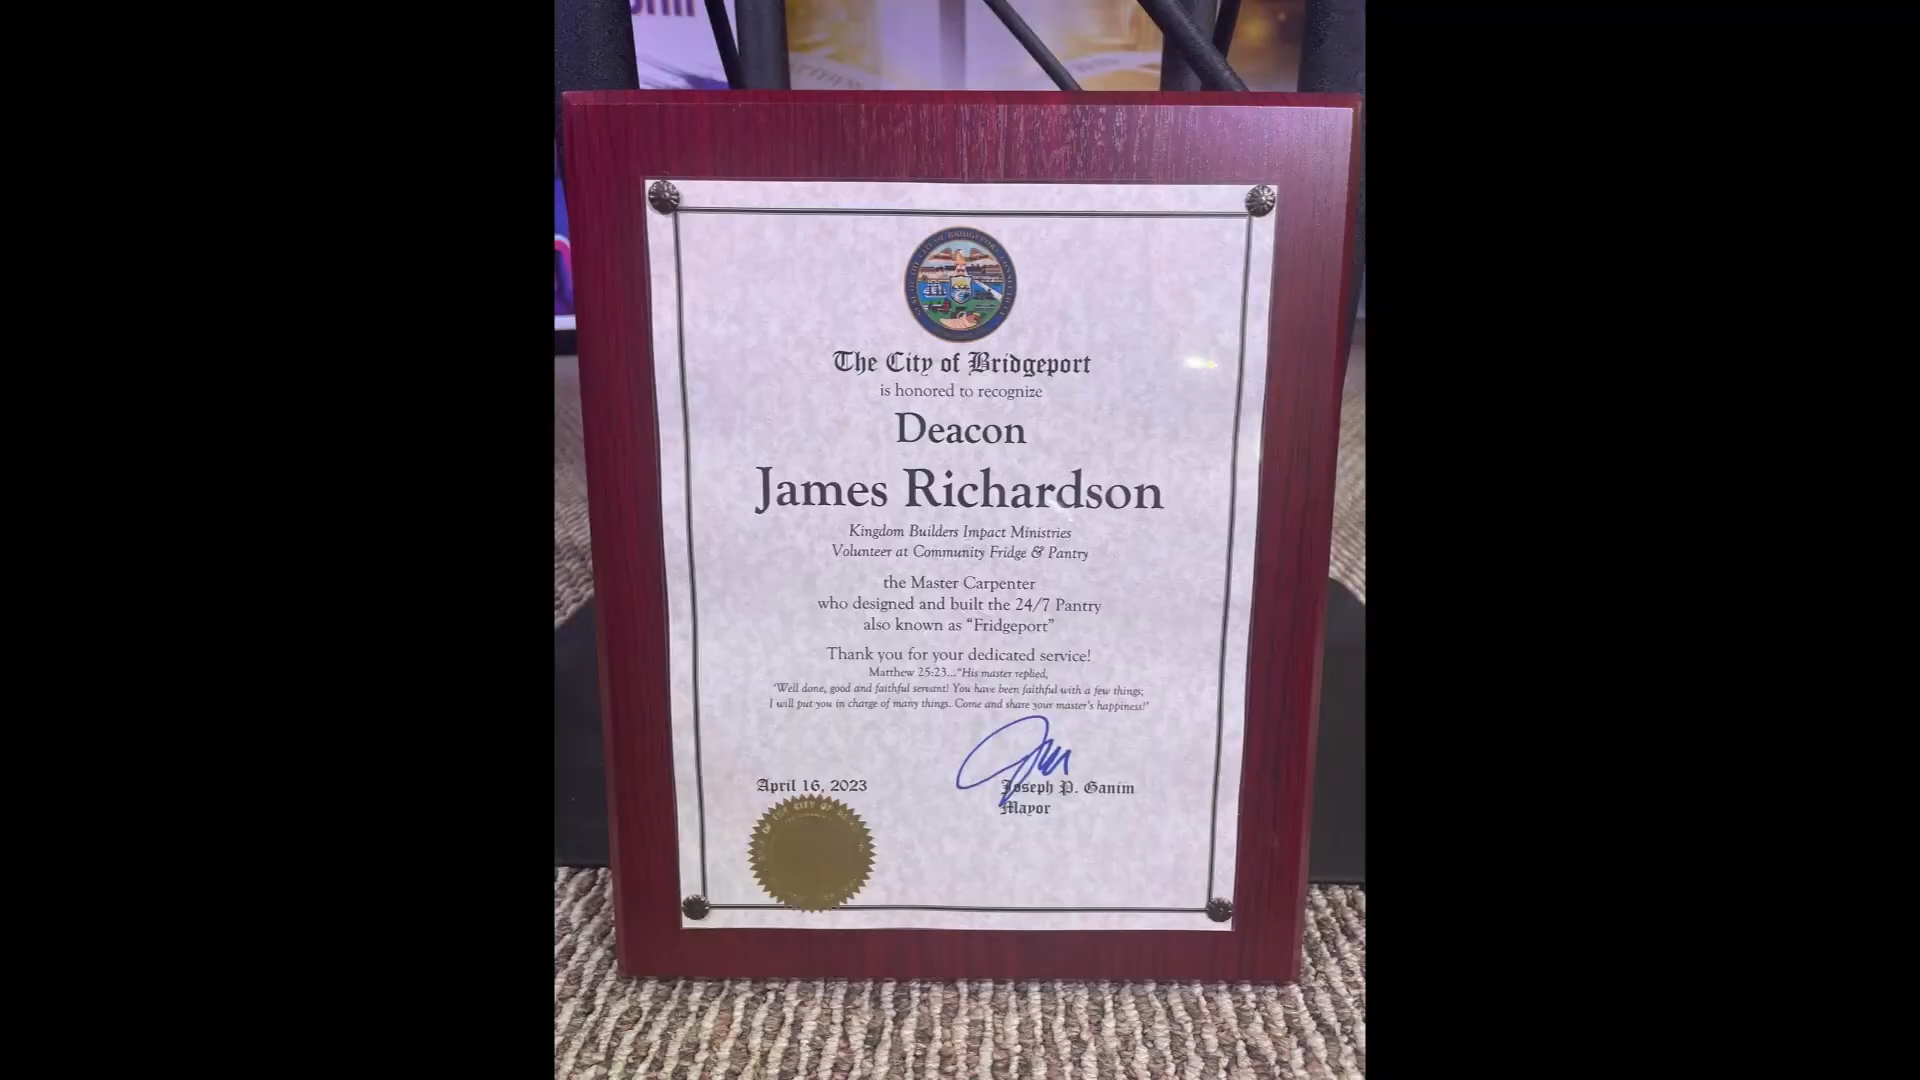 The City of Bridgeport
is honored to recognize
Deacon
James Richardson
Kingdom Builders Impact Ministries
Volunteer at Community Fridge & Pantry
the Master Carpenter
who designed and built the 24/7 Pantry
also known as “Fridgeport”
Thank you for your dedicated service!
Matthew 25:23...“His master replied,
‘Well done, good and faithful servant! You have been faithful with a few things;
I will put you in charge of many things. Come and share your master's happiness!’
April 16, 2023
Joseph P. Ganim
Mayor